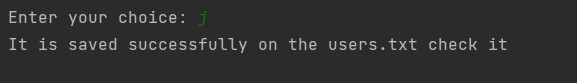 Enter your choice: j
It is saved successfully on the users.txt check it